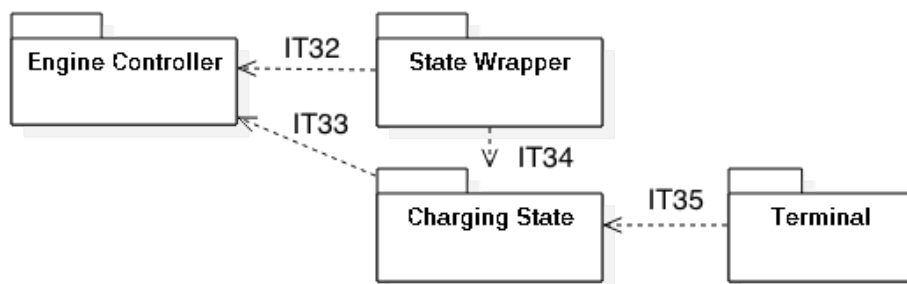 Engine Controller
IT32
State Wrapper
IT33
IT34
Charging State
IT35
Terminal